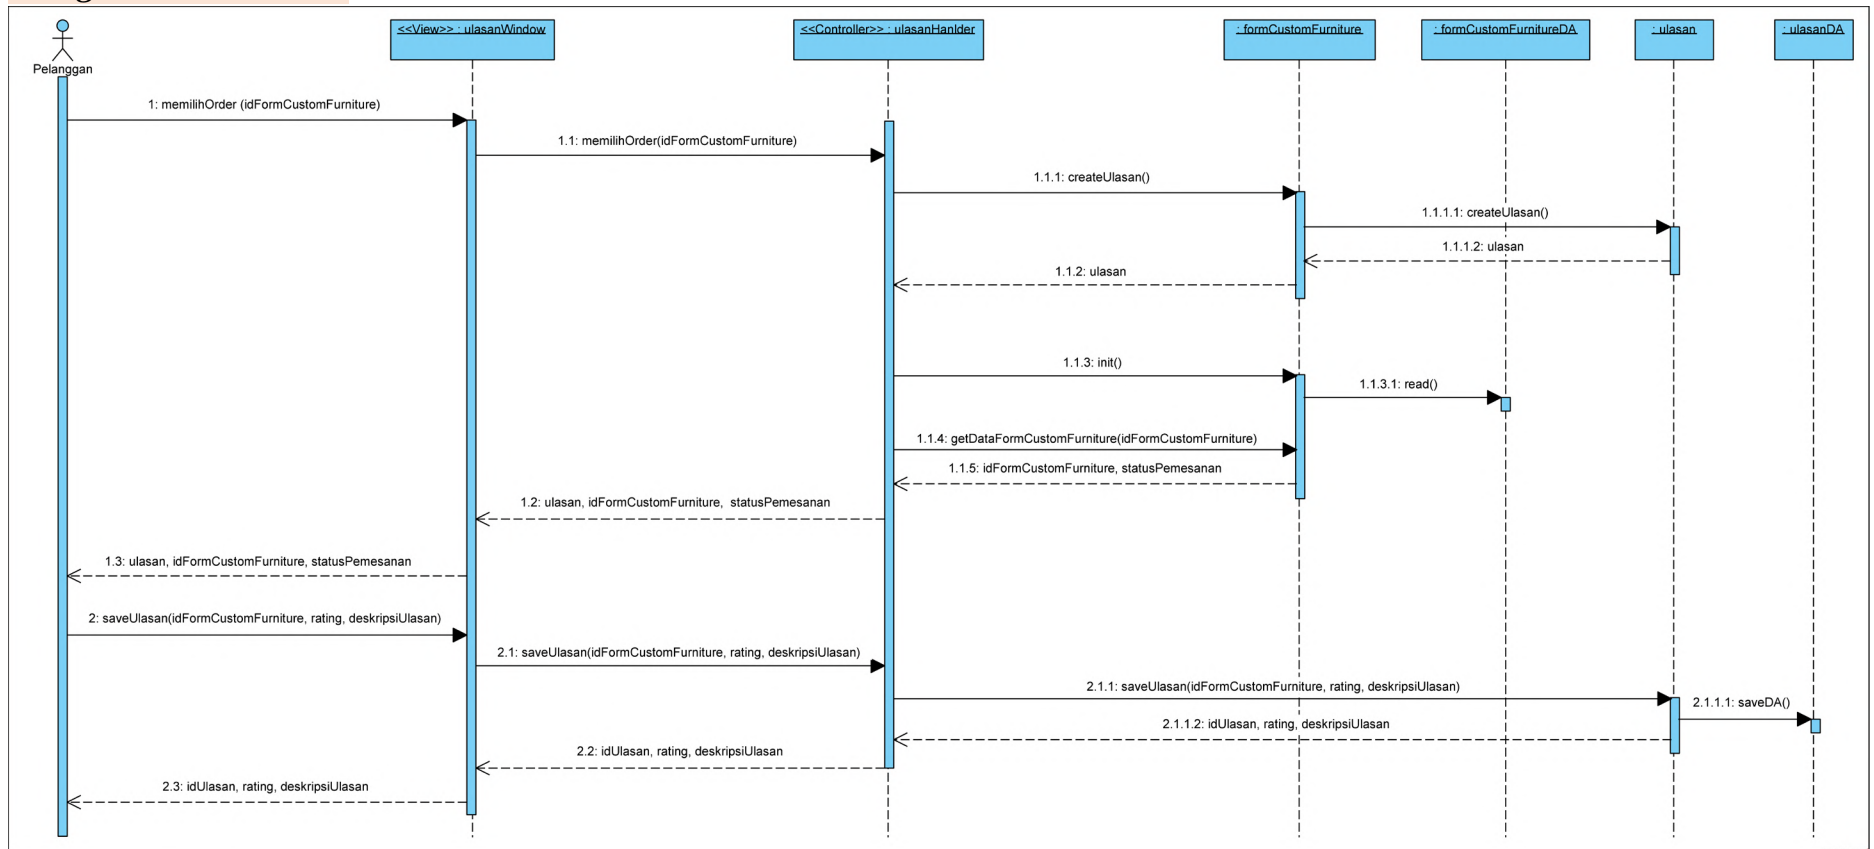 Pelanggan
<<View>> : ulasanWindow
<<Controller>> : ulasanHanlder
: formCustomFurniture
: formCustomFurnitureDA
: ulasan
: ulasanDA
1: memilihOrder (idFormCustomFurniture)
1.1: memilihOrder(idFormCustomFurniture)
1.1.1: createUlasan()
1.1.1.1: createUlasan()
1.1.1.2: ulasan
1.1.2: ulasan
1.1.3: init()
1.1.3.1: read()
1.1.4: getDataFormCustomFurniture(idFormCustomFurniture)
1.1.5: idFormCustomFurniture, statusPemesanan
1.2: ulasan, idFormCustomFurniture, statusPemesanan
1.3: ulasan, idFormCustomFurniture, statusPemesanan
2: saveUlasan(idFormCustomFurniture, rating, deskripsiUlasan)
2.1: saveUlasan(idFormCustomFurniture, rating, deskripsiUlasan)
2.1.1: saveUlasan(idFormCustomFurniture, rating, deskripsiUlasan)
2.1.1.1: saveDA()
2.1.1.2: idUlasan, rating, deskripsiUlasan
2.2: idUlasan, rating, deskripsiUlasan
2.3: idUlasan, rating, deskripsiUlasan